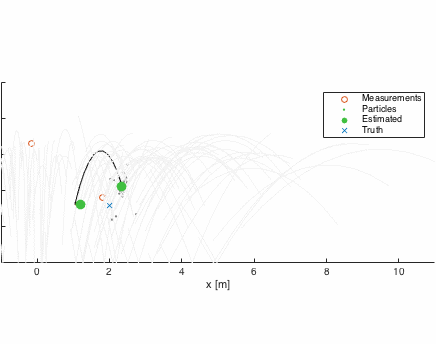 Measurements
Particles
Estimated
Truth
0 2 4 6 8 10
x [m]